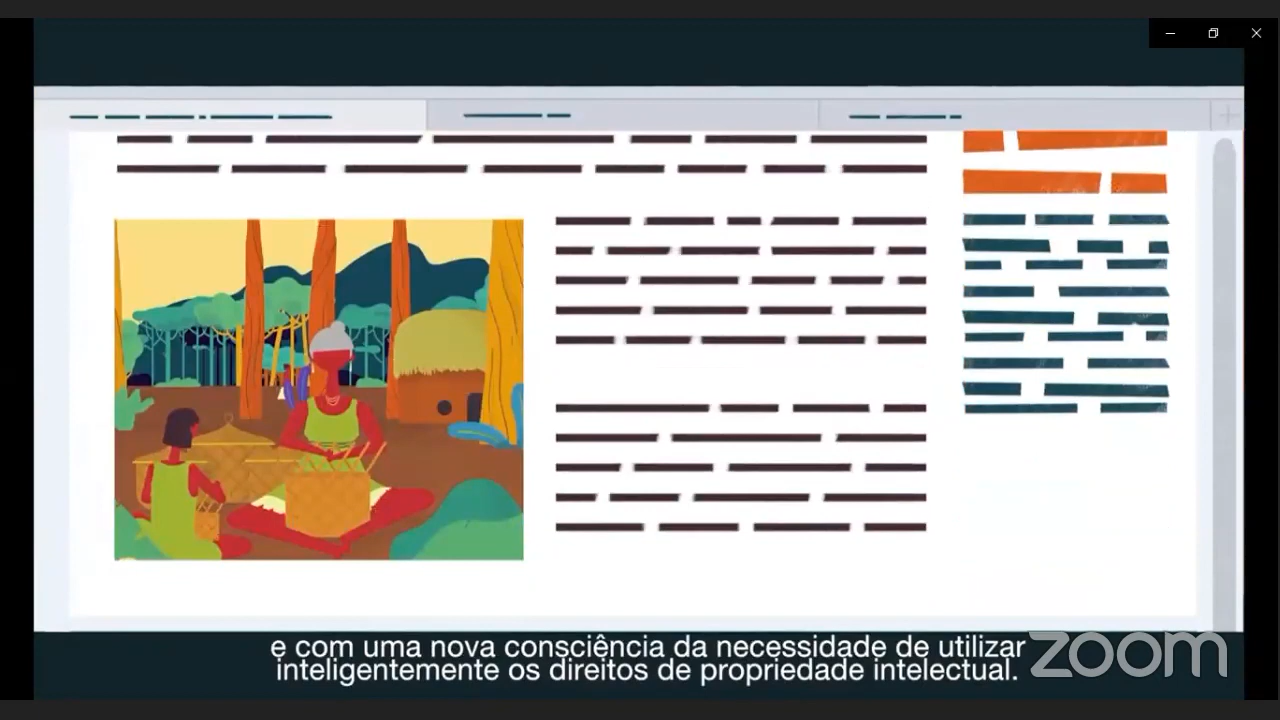 e com uma nova consciência da necessidade de utilizar
inteligentemente os direitos de propriedade intelectual.
zoom